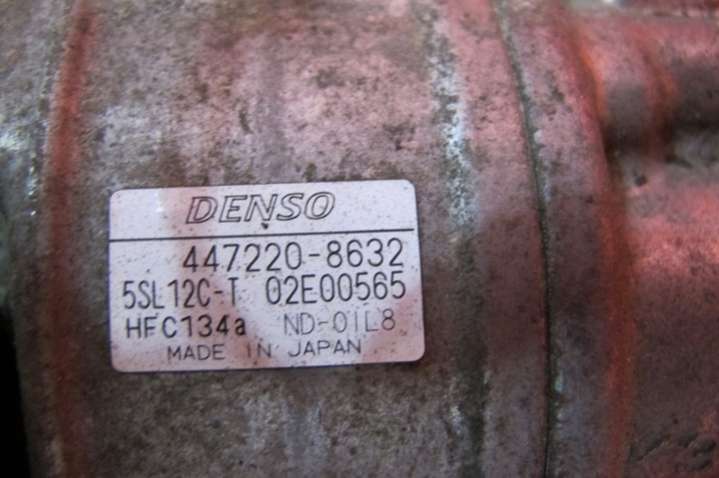 DENSO
447220-8632
5SL12C-T 02E00565
HFC134a ND-OIL8
MADE IN JAPAN